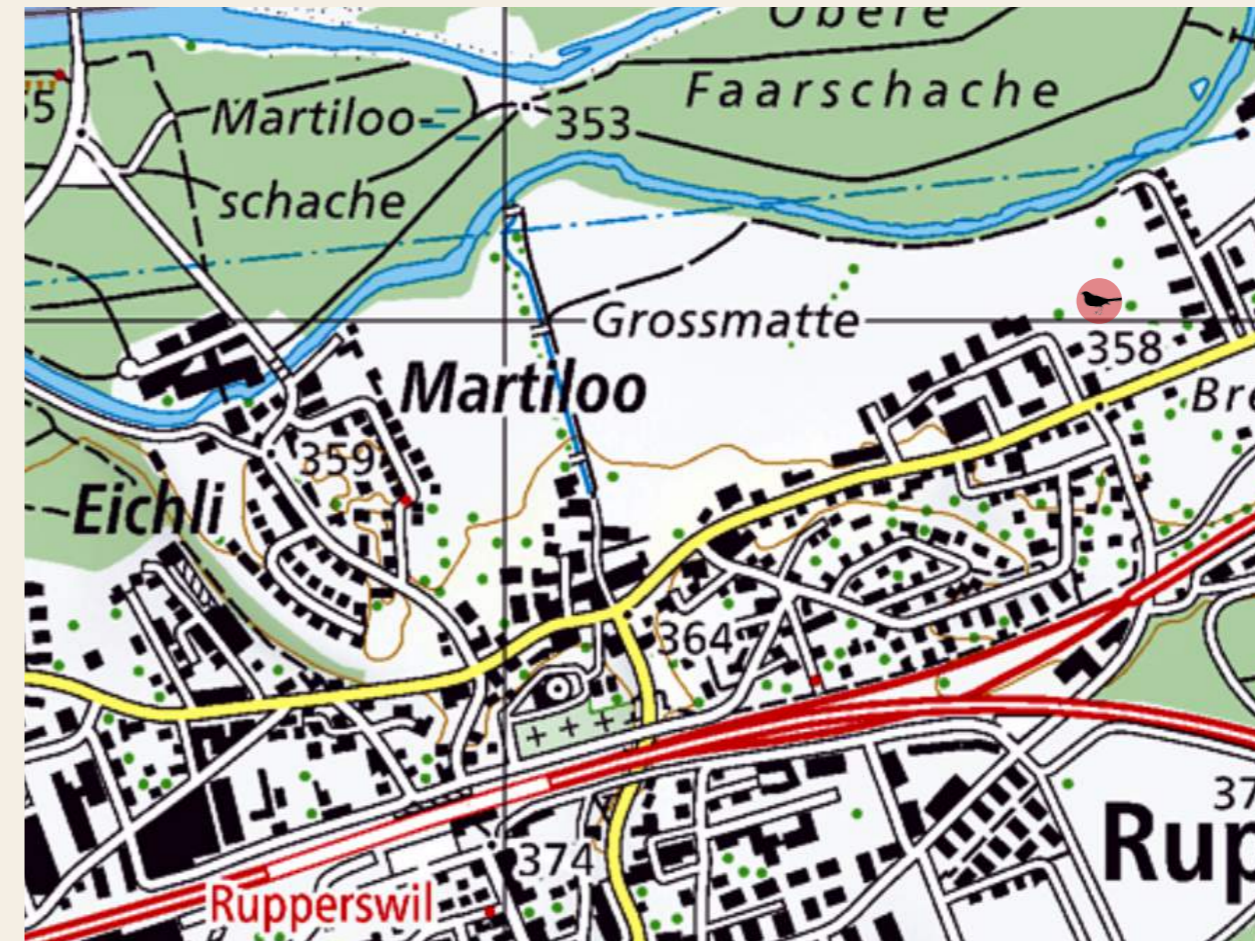 Obere
Faarschache
Martiloo-
353
schache
Grossmatte
358
Martiloo
359
Eichli
364
374
Rup
Rupperswil